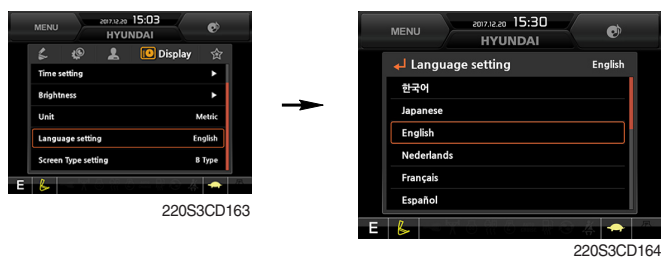 MENU
2017.12.20 15:03
HYUNDAI
Display
Time setting
Brightness
Unit Metric
Language setting English
Screen Type setting B Type
E
220S3CD163
MENU
2017.12.20 15:30
HYUNDAI
Language setting English
한국어
Japanese
English
Nederlands
Français
Español
E
220S3CD164